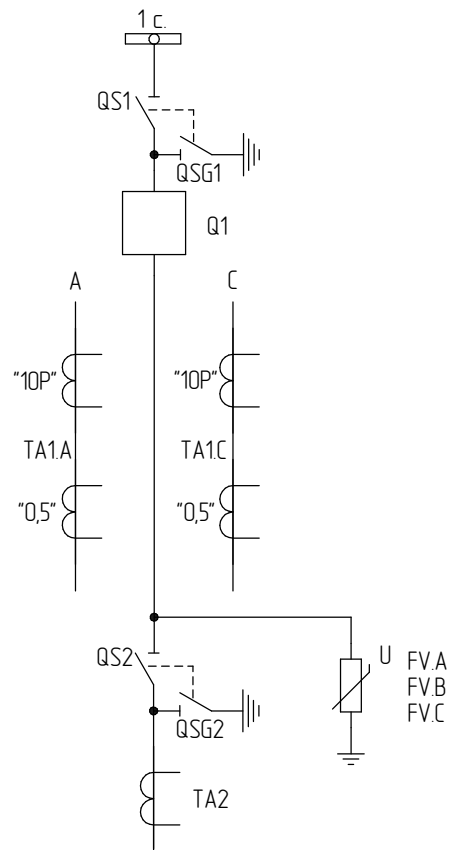 1 с.
QS1
QSG1
Q1
A
C
"10P"
"10P"
TA1.A
TA1.C
"0,5"
"0,5"
QS2
QSG2
U
FV.A
FV.B
FV.C
TA2